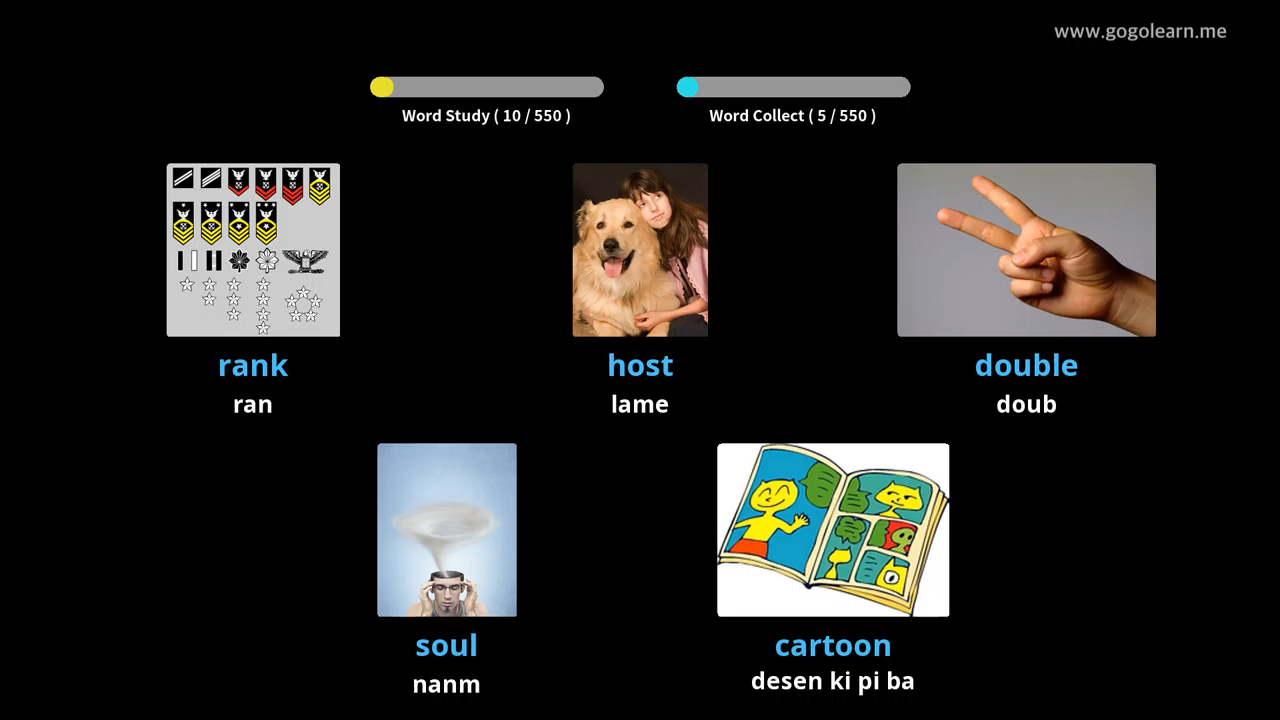 www.gogolearn.me
Word Study ( 10 / 550 )
Word Collect ( 5 / 550 )
rank
ran
host
lame
double
doub
soul
nanm
cartoon
desen ki pi ba